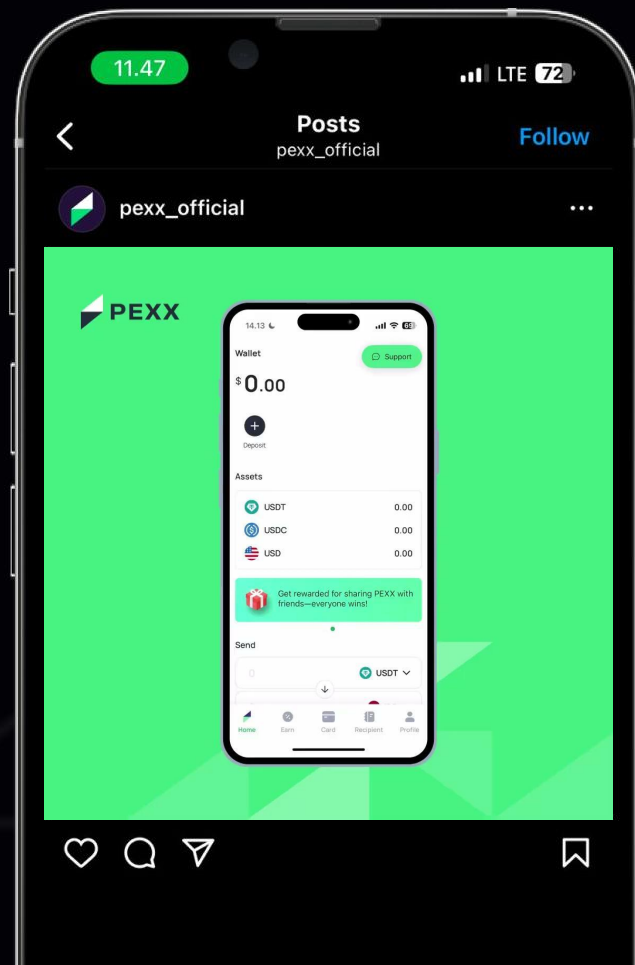 11.47
LTE 72
Posts
pexx_official
Follow
pexx_official
PEXX
14.13
Wallet
Support
$0.00
Deposit
Assets
USDT 0.00
USDC 0.00
USD 0.00
Get rewarded for sharing PEXX with
friends—everyone wins!
Send
0 USDT
Home Earn Card Recipient Profile